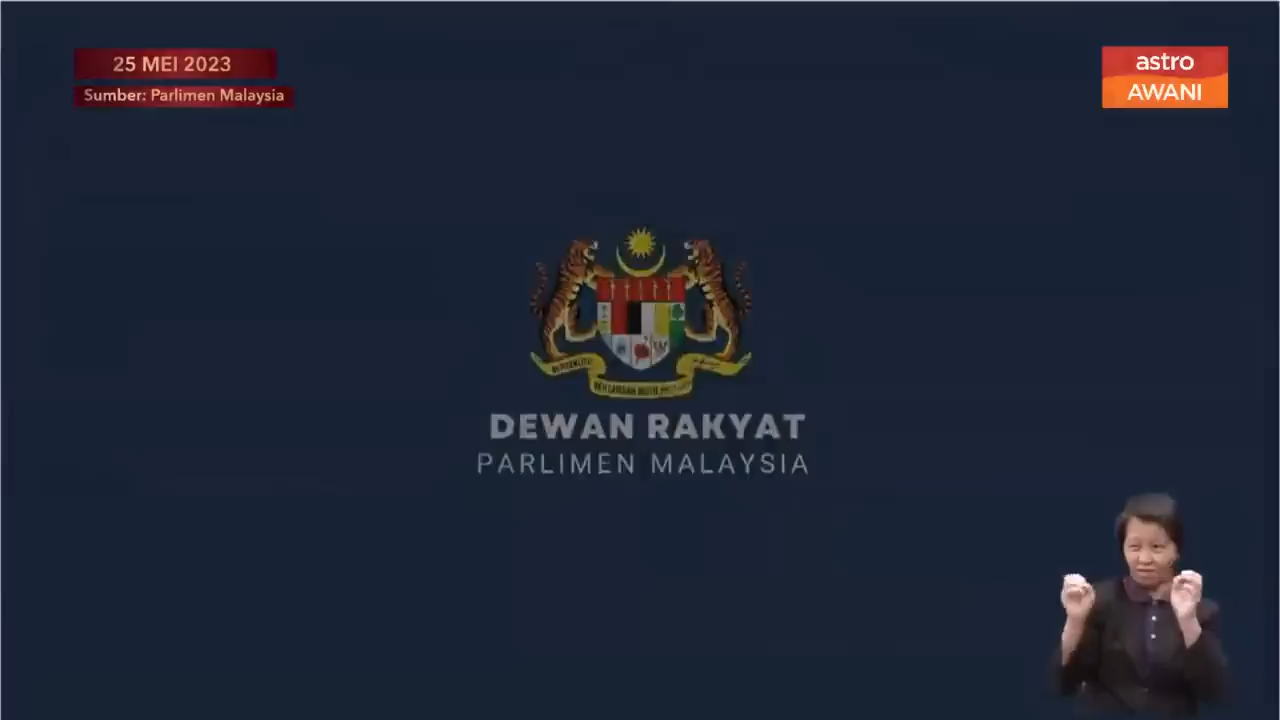 25 MEI 2023
Sumber: Parlimen Malaysia
astro
AWANI
DEWAN RAKYAT
PARLIMEN MALAYSIA